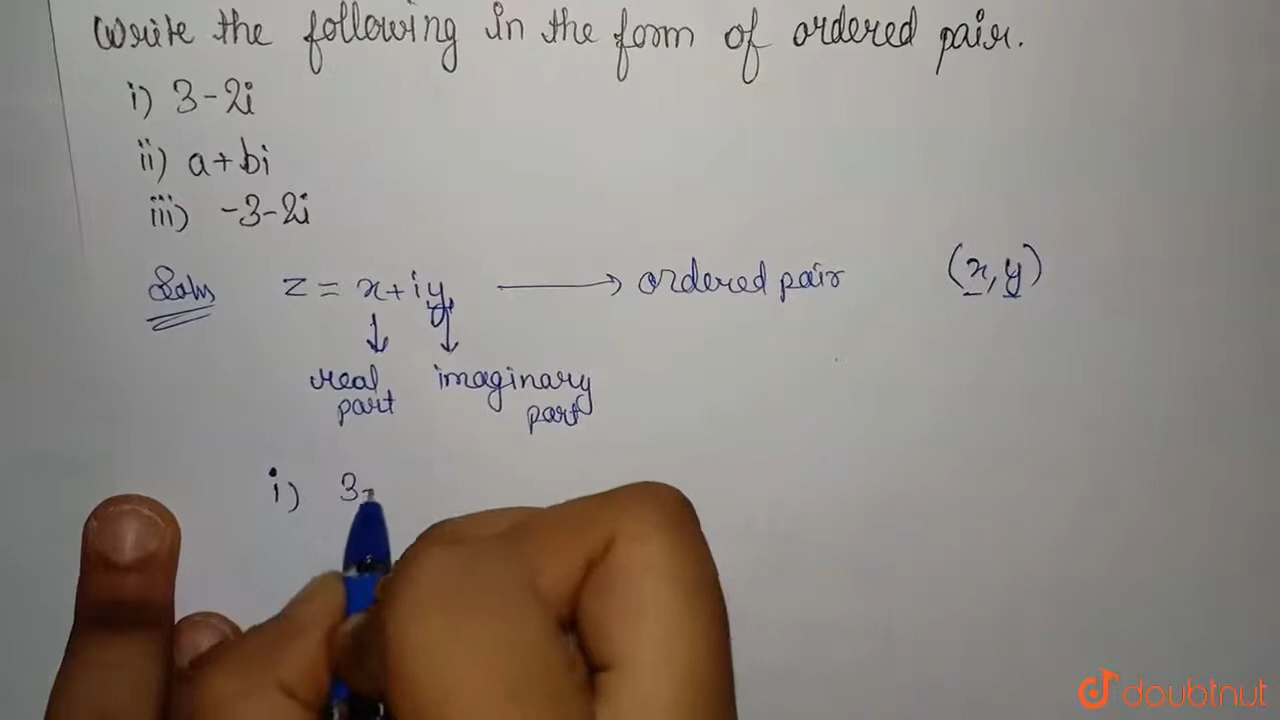 Write the following in the form of ordered pair.
i) 3-2i
ii) a+bi
iii) -3-2i
Soln z = x+iy → ordered pair (x, y)
↓ ↓
real part imaginary part
i) 3-
doubtnut